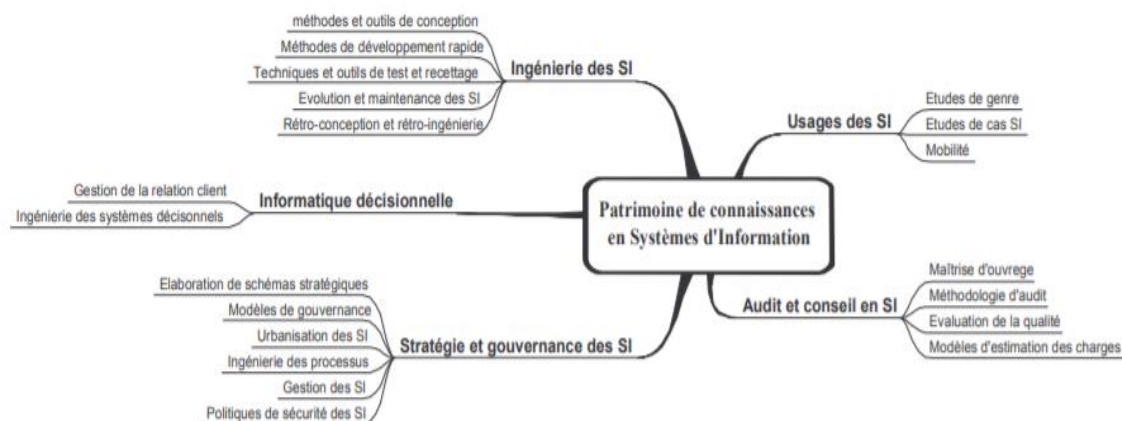 méthodes et outils de conception
Méthodes de développement rapide
Techniques et outils de test et recettage
Evolution et maintenance des SI
Rétro-conception et rétro-ingénierie
Ingénierie des SI
Usages des SI
Etudes de genre
Etudes de cas SI
Mobilité
Gestion de la relation client
Ingénierie des systèmes décisonnels
Informatique décisionnelle
Patrimoine de connaissances
en Systèmes d'Information
Elaboration de schémas stratégiques
Modèles de gouvernance
Urbanisation des SI
Ingénierie des processus
Gestion des SI
Politiques de sécurité des SI
Stratégie et gouvernance des SI
Audit et conseil en SI
Maîtrise d'ouvrege
Méthodologie d'audit
Evaluation de la qualité
Modèles d'estimation des charges